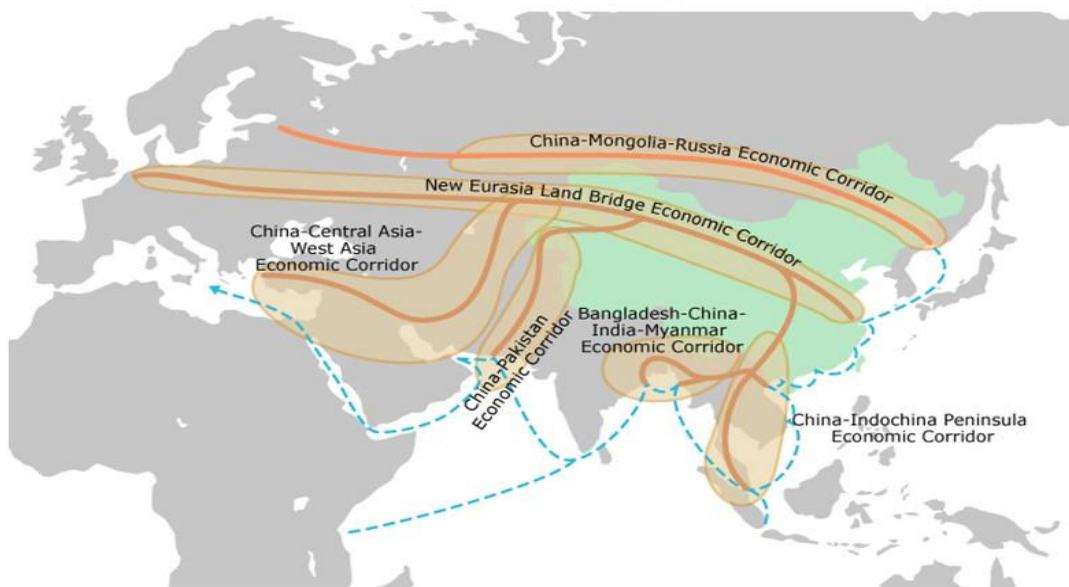 China-Mongolia-Russia Economic Corridor
New Eurasia Land Bridge Economic Corridor
China-Central Asia-
West Asia
Economic Corridor
China-Pakistan
Economic Corridor
Bangladesh-China-
India-Myanmar
Economic Corridor
China-Indochina Peninsula
Economic Corridor